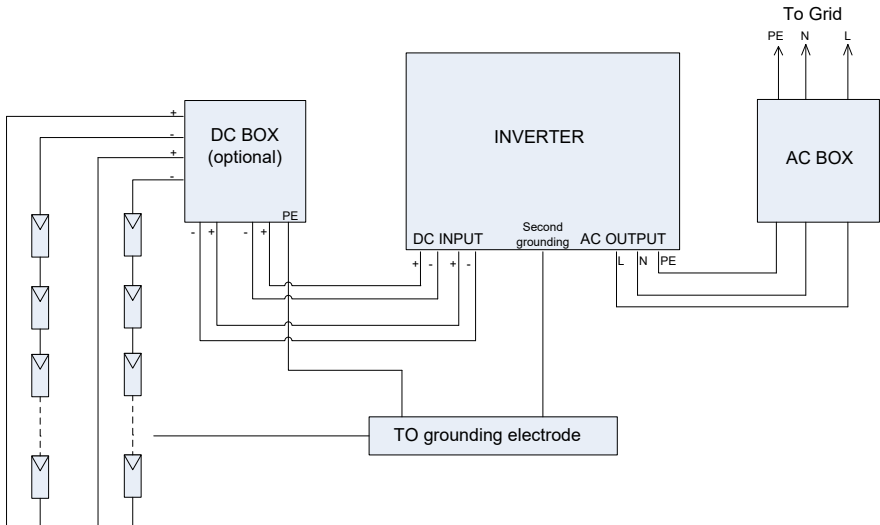 To Grid
PE N L
+
-
+
-
DC BOX
(optional)
PE
- + - +
INVERTER
DC INPUT
Second
grounding
AC OUTPUT
+ - + -
L N PE
AC BOX
TO grounding electrode